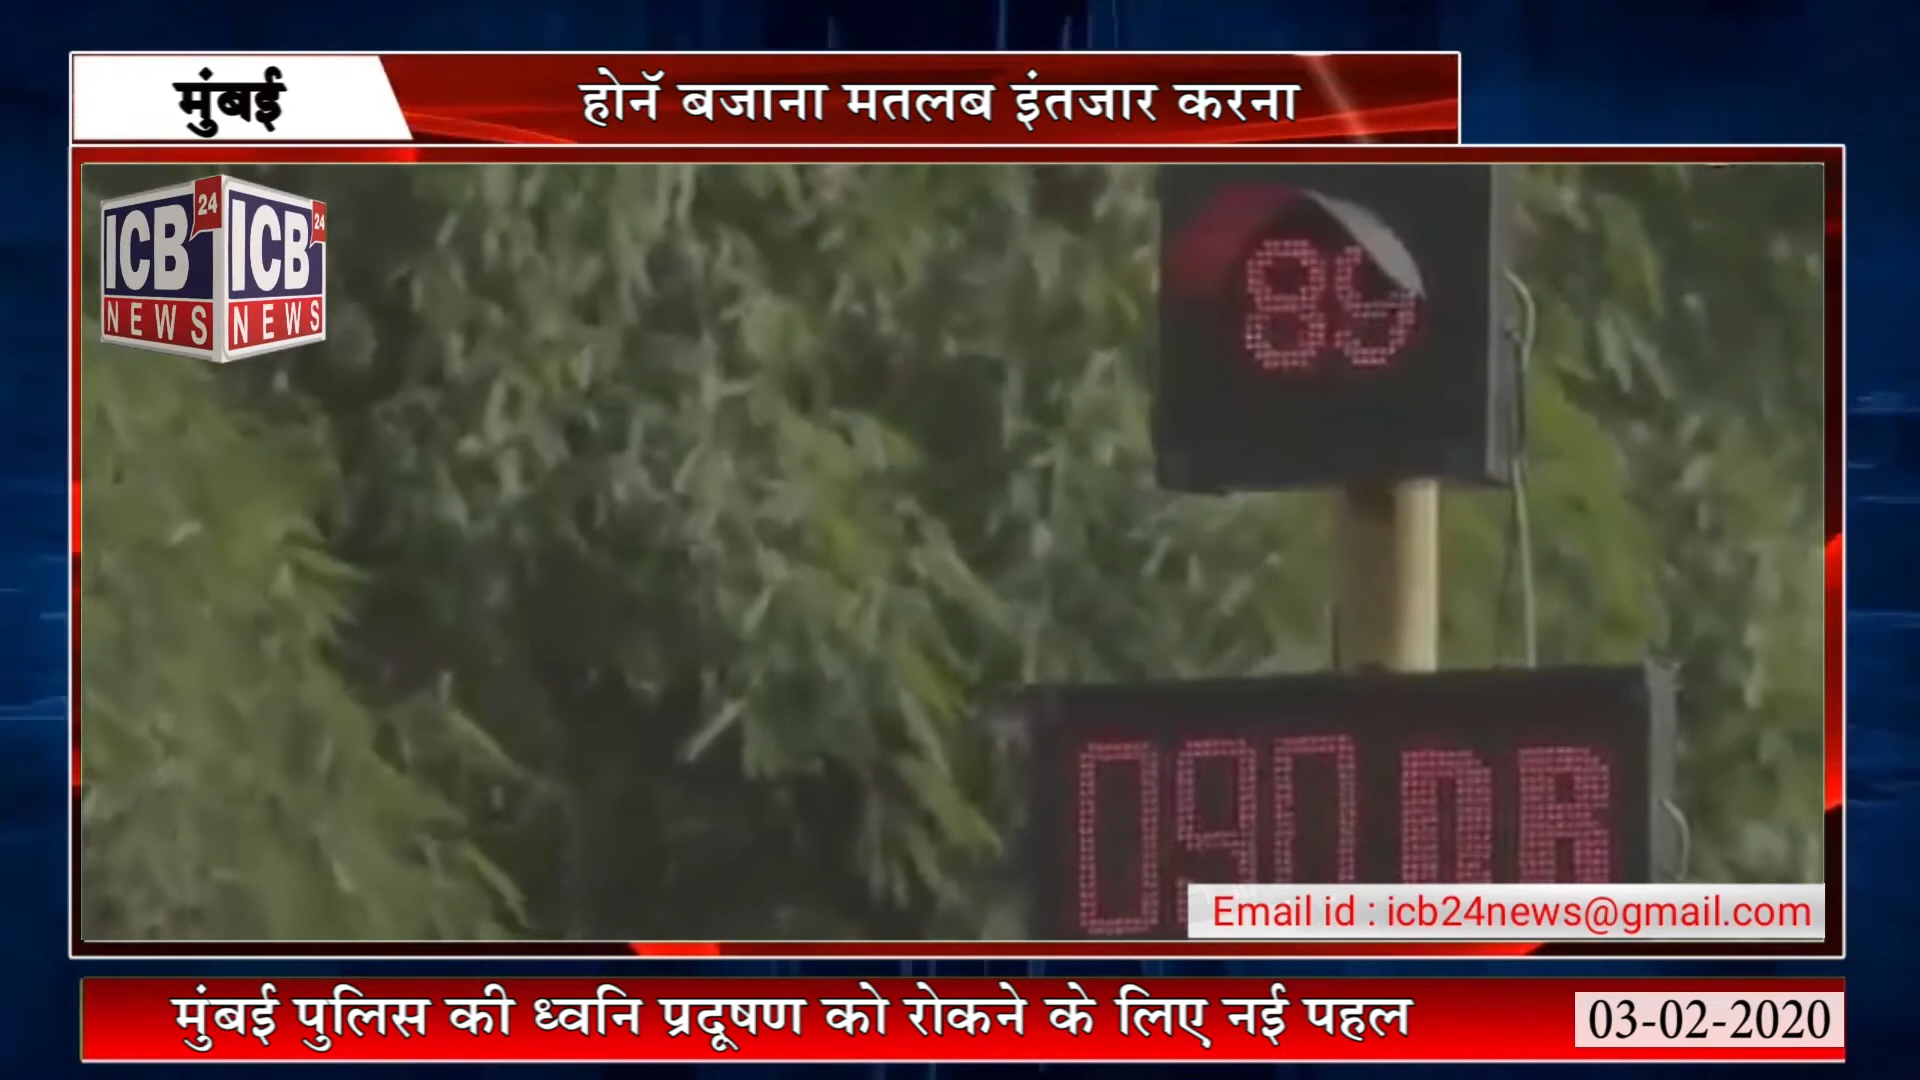 मुंबई
होर्न बजाना मतलब इंतजार करना
ICB 24 ICB 24
NEWS NEWS
89
090 DB
Email id : icb24news@gmail.com
मुंबई पुलिस की ध्वनि प्रदूषण को रोकने के लिए नई पहल
03-02-2020